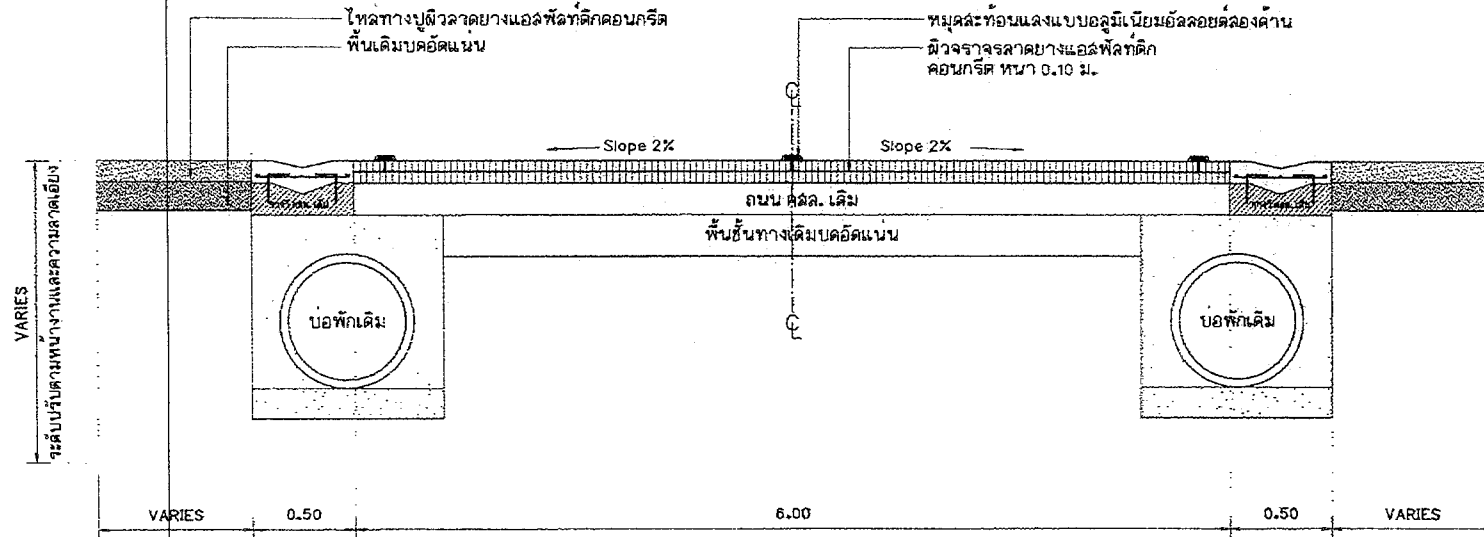 ไหล่ทางปูผิวลาดยางแอสฟัลท์ติกคอนกรีต
พื้นเดิมบดอัดแน่น
หมุดสะท้อนแสงแบบอลูมิเนียมอัลลอยด์สองด้าน
ผิวจราจรลาดยางแอสฟัลท์ติก
คอนกรีต หนา 0.10 ม.
Slope 2%
Slope 2%
ถนน คสล. เดิม
พื้นชั้นทางเดิมบดอัดแน่น
บ่อพักเดิม
บ่อพักเดิม
VARIES
ระดับปรับตามหน้างานและความลาดเอียง
VARIES
0.50
6.00
0.50
VARIES